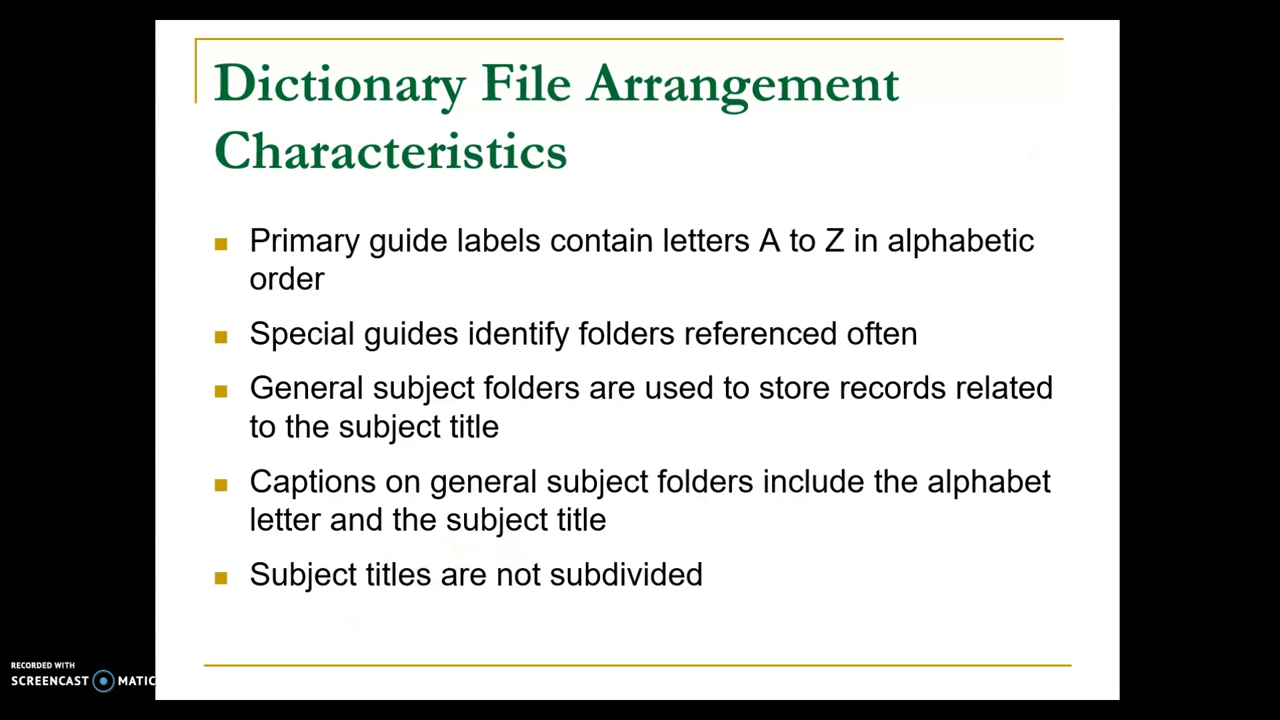 Dictionary File Arrangement
Characteristics
Primary guide labels contain letters A to Z in alphabetic
order
Special guides identify folders referenced often
General subject folders are used to store records related
to the subject title
Captions on general subject folders include the alphabet
letter and the subject title
Subject titles are not subdivided
RECORDED WITH
SCREENCAST MATIC